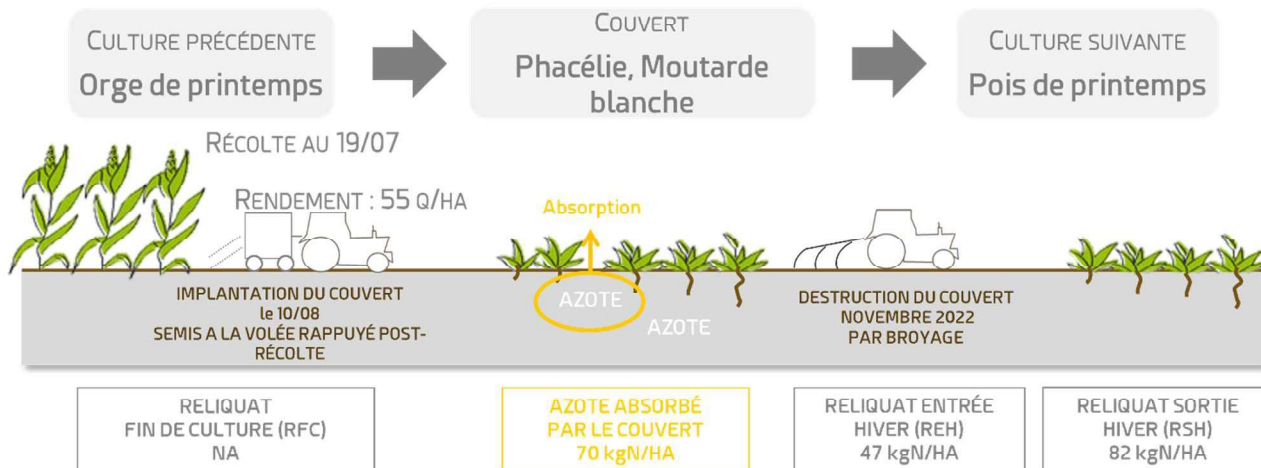 CULTURE PRÉCÉDENTE
Orge de printemps
COUVERT
Phacélie, Moutarde
blanche
CULTURE SUIVANTE
Pois de printemps
RÉCOLTE AU 19/07
RENDEMENT : 55 Q/HA
Absorption
IMPLANTATION DU COUVERT
le 10/08
SEMIS A LA VOLÉE RAPPUYÉ POST-
RÉCOLTE
AZOTE
AZOTE
DESTRUCTION DU COUVERT
NOVEMBRE 2022
PAR BROYAGE
RELIQUAT
FIN DE CULTURE (RFC)
NA
AZOTE ABSORBÉ
PAR LE COUVERT
70 kgN/HA
RELIQUAT ENTRÉE
HIVER (REH)
47 kgN/HA
RELIQUAT SORTIE
HIVER (RSH)
82 kgN/HA